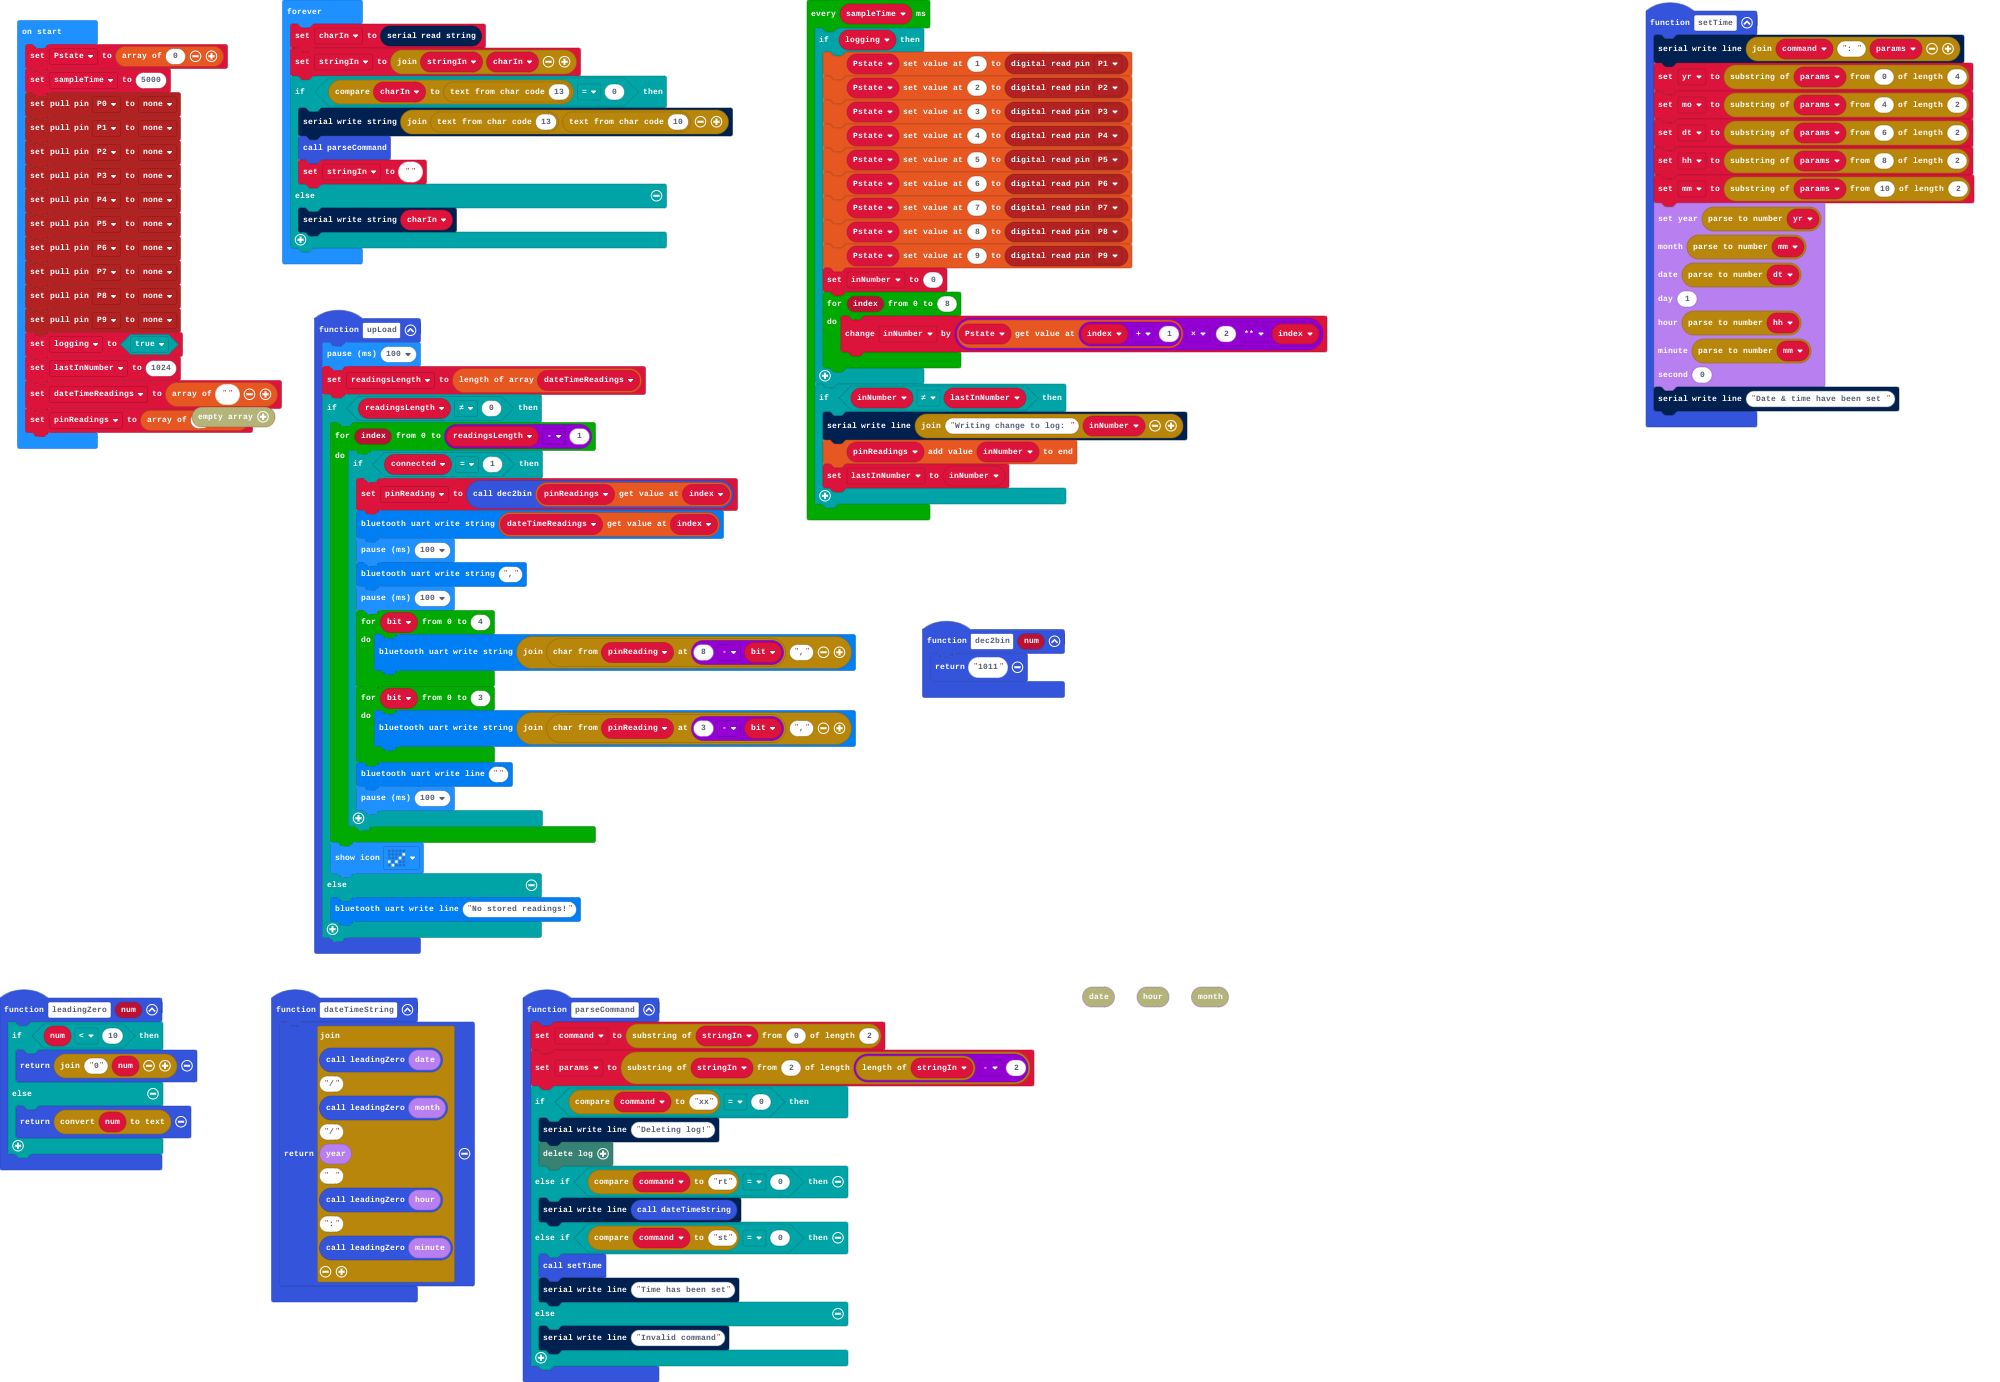 on start
set Pstate to array of 0
set sampleTime to 5000
set pull pin P0 to none
set pull pin P1 to none
set pull pin P2 to none
set pull pin P3 to none
set pull pin P4 to none
set pull pin P5 to none
set pull pin P6 to none
set pull pin P7 to none
set pull pin P8 to none
set pull pin P9 to none
set logging to true
set lastInNumber to 1024
set dateTimeReadings to array of ""
set pinReadings to array of
empty array
forever
set charIn to serial read string
set stringIn to join stringIn charIn
if compare charIn to text from char code 13 = 0 then
serial write string join text from char code 13 text from char code 10
call parseCommand
set stringIn to ""
else
serial write string charIn
function upLoad
pause (ms) 100
set readingsLength to length of array dateTimeReadings
if readingsLength ≠ 0 then
for index from 0 to readingsLength - 1
do if connected = 1 then
set pinReading to call dec2bin pinReadings get value at index
bluetooth uart write string dateTimeReadings get value at index
pause (ms) 100
bluetooth uart write string ","
pause (ms) 100
for bit from 0 to 4
do bluetooth uart write string join char from pinReading at 8 - bit ","
for bit from 0 to 3
do bluetooth uart write string join char from pinReading at 3 - bit ","
bluetooth uart write line ""
pause (ms) 100
show icon
else
bluetooth uart write line "No stored readings!"
every sampleTime ms
if logging then
Pstate set value at 1 to digital read pin P1
Pstate set value at 2 to digital read pin P2
Pstate set value at 3 to digital read pin P3
Pstate set value at 4 to digital read pin P4
Pstate set value at 5 to digital read pin P5
Pstate set value at 6 to digital read pin P6
Pstate set value at 7 to digital read pin P7
Pstate set value at 8 to digital read pin P8
Pstate set value at 9 to digital read pin P9
set inNumber to 0
for index from 0 to 8
do change inNumber by Pstate get value at index + 1 × 2 ** index
if inNumber ≠ lastInNumber then
serial write line join "Writing change to log: " inNumber
pinReadings add value inNumber to end
set lastInNumber to inNumber
function dec2bin num
return "1011"
function setTime
serial write line join command ": " params
set yr to substring of params from 0 of length 4
set mo to substring of params from 4 of length 2
set dt to substring of params from 6 of length 2
set hh to substring of params from 8 of length 2
set mm to substring of params from 10 of length 2
set year parse to number yr
month parse to number mm
date parse to number dt
day 1
hour parse to number hh
minute parse to number mm
second 0
serial write line "Date & time have been set "
function leadingZero num
if num < 10 then
return join "0" num
else
return convert num to text
function dateTimeString
join
call leadingZero date
"/"
call leadingZero month
"/"
return year
" "
call leadingZero hour
":"
call leadingZero minute
function parseCommand
set command to substring of stringIn from 0 of length 2
set params to substring of stringIn from 2 of length length of stringIn - 2
if compare command to "xx" = 0 then
serial write line "Deleting log!"
delete log
else if compare command to "rt" = 0 then
serial write line call dateTimeString
else if compare command to "st" = 0 then
call setTime
serial write line "Time has been set"
else
serial write line "Invalid command"
date hour month